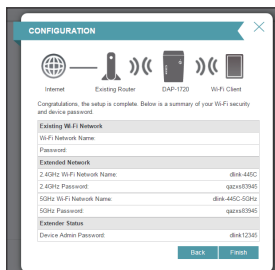 CONFIGURATION
Internet
Existing Router
DAP-1720
Wi-Fi Client
Congratulations, the setup is complete. Below is a summary of your Wi-Fi security
and device password.
Existing Wi-Fi Network
Wi-Fi Network Name:
Password:
Extended Network
2.4GHz Wi-Fi Network Name: dlink-445C
2.4GHz Password: qazxs83945
5GHz Wi-Fi Network Name: dlink-445C-5GHz
5GHz Password: qazxs83945
Extender Status
Device Admin Password: dlink12345
Back Finish